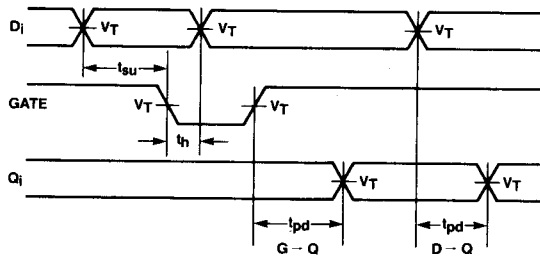 Di VT VT VT
tsu
GATE VT VT
th
Qi VT VT
tpd tpd
G → Q D → Q